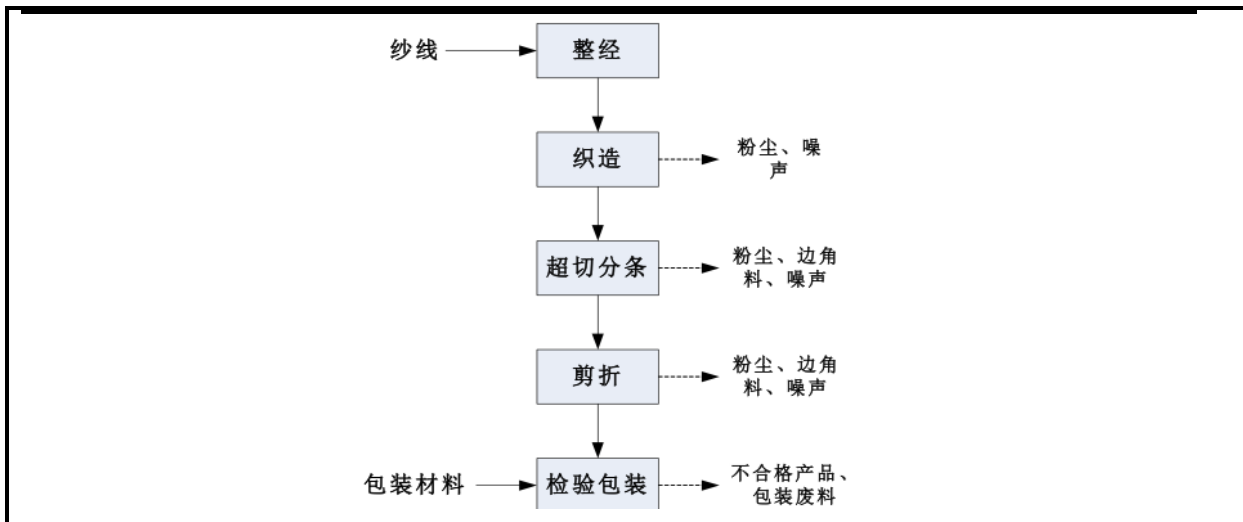 纱线
整经
织造
粉尘、噪
声
超切分条
粉尘、边角
料、噪声
剪折
粉尘、边角
料、噪声
包装材料
检验包装
不合格产品、
包装废料